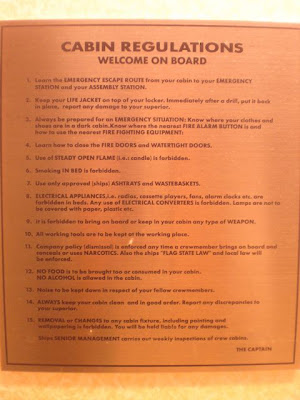 CABIN REGULATIONS
WELCOME ON BOARD
1. Learn the EMERGENCY ESCAPE ROUTE from your cabin to your EMERGENCY
STATION and your ASSEMBLY STATION.
2. Keep your LIFE JACKET on top of your locker. Immediately after a drill, put it back
in place, report any damage to your superior.
3. Always be prepared for an EMERGENCY SITUATION: Know where your clothes and
shoes are in a dark cabin. Know where the nearest FIRE ALARM BUTTON is and
how to use the nearest FIRE FIGHTING EQUIPMENT.
4. Learn how to close the FIRE DOORS and WATERTIGHT DOORS.
5. Use of STEADY OPEN FLAME (i.e.: candle) is forbidden.
6. Smoking IN BED is forbidden.
7. Use only approved (ships) ASHTRAYS and WASTEBASKETS.
8. ELECTRICAL APPLIANCES, i.e. radios, cassette players, fans, alarm clocks etc. are
forbidden in beds. Any use of ELECTRICAL CONVERTERS is forbidden. Lamps are not to
be covered with paper, plastic etc.
9. It is forbidden to bring on board or keep in your cabin any type of WEAPON.
10. All working tools are to be kept at the working place.
11. Company policy (dismissal) is enforced any time a crewmember brings on board and
conceals or uses NARCOTICS. Also the ships "FLAG STATE LAW" and local law will
be enforced.
12. NO FOOD is to be brought to or consumed in your cabin.
NO ALCOHOL is allowed in the cabin.
13. Noise to be kept down in respect of your fellow crewmembers.
14. ALWAYS keep your cabin clean and in good order. Report any discrepancies to
your superior.
15. REMOVAL or CHANGES to any cabin fixture, including painting and
wallpapering is forbidden. You will be held liable for any damages.
Ships SENIOR MANAGEMENT carries out weekly inspections of crew cabins.
THE CAPTAIN